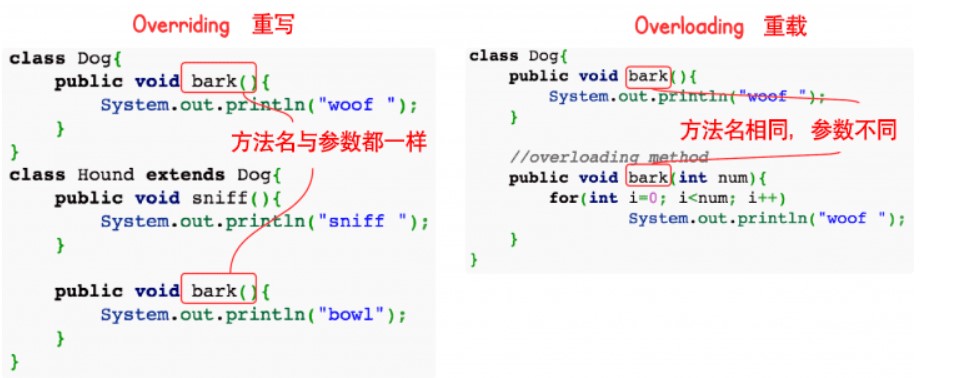 Overriding 重写
class Dog{
public void bark(){
System.out.println("woof ");
}
}
方法名与参数都一样
class Hound extends Dog{
public void sniff(){
System.out.println("sniff ");
}
public void bark(){
System.out.println("bowl");
}
}
Overloading 重载
class Dog{
public void bark(){
System.out.println("woof ");
}
方法名相同，参数不同
//overloading method
public void bark(int num){
for(int i=0; i<num; i++)
System.out.println("woof ");
}
}